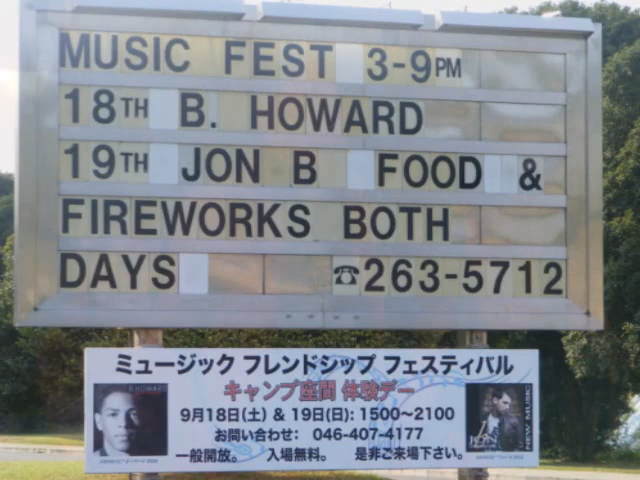 MUSIC FEST 3-9PM
18TH B. HOWARD
19TH JON B FOOD &
FIREWORKS BOTH
DAYS ☎263-5712
ミュージック フレンドシップ フェスティバル
キャンプ座間 体験デー
B. HOWARD
9月18日(土) & 19日(日): 1500～2100
お問い合わせ: 046-407-4177
一般開放。 入場無料。 是非ご来場下さい。
JON
NEW MUSIC